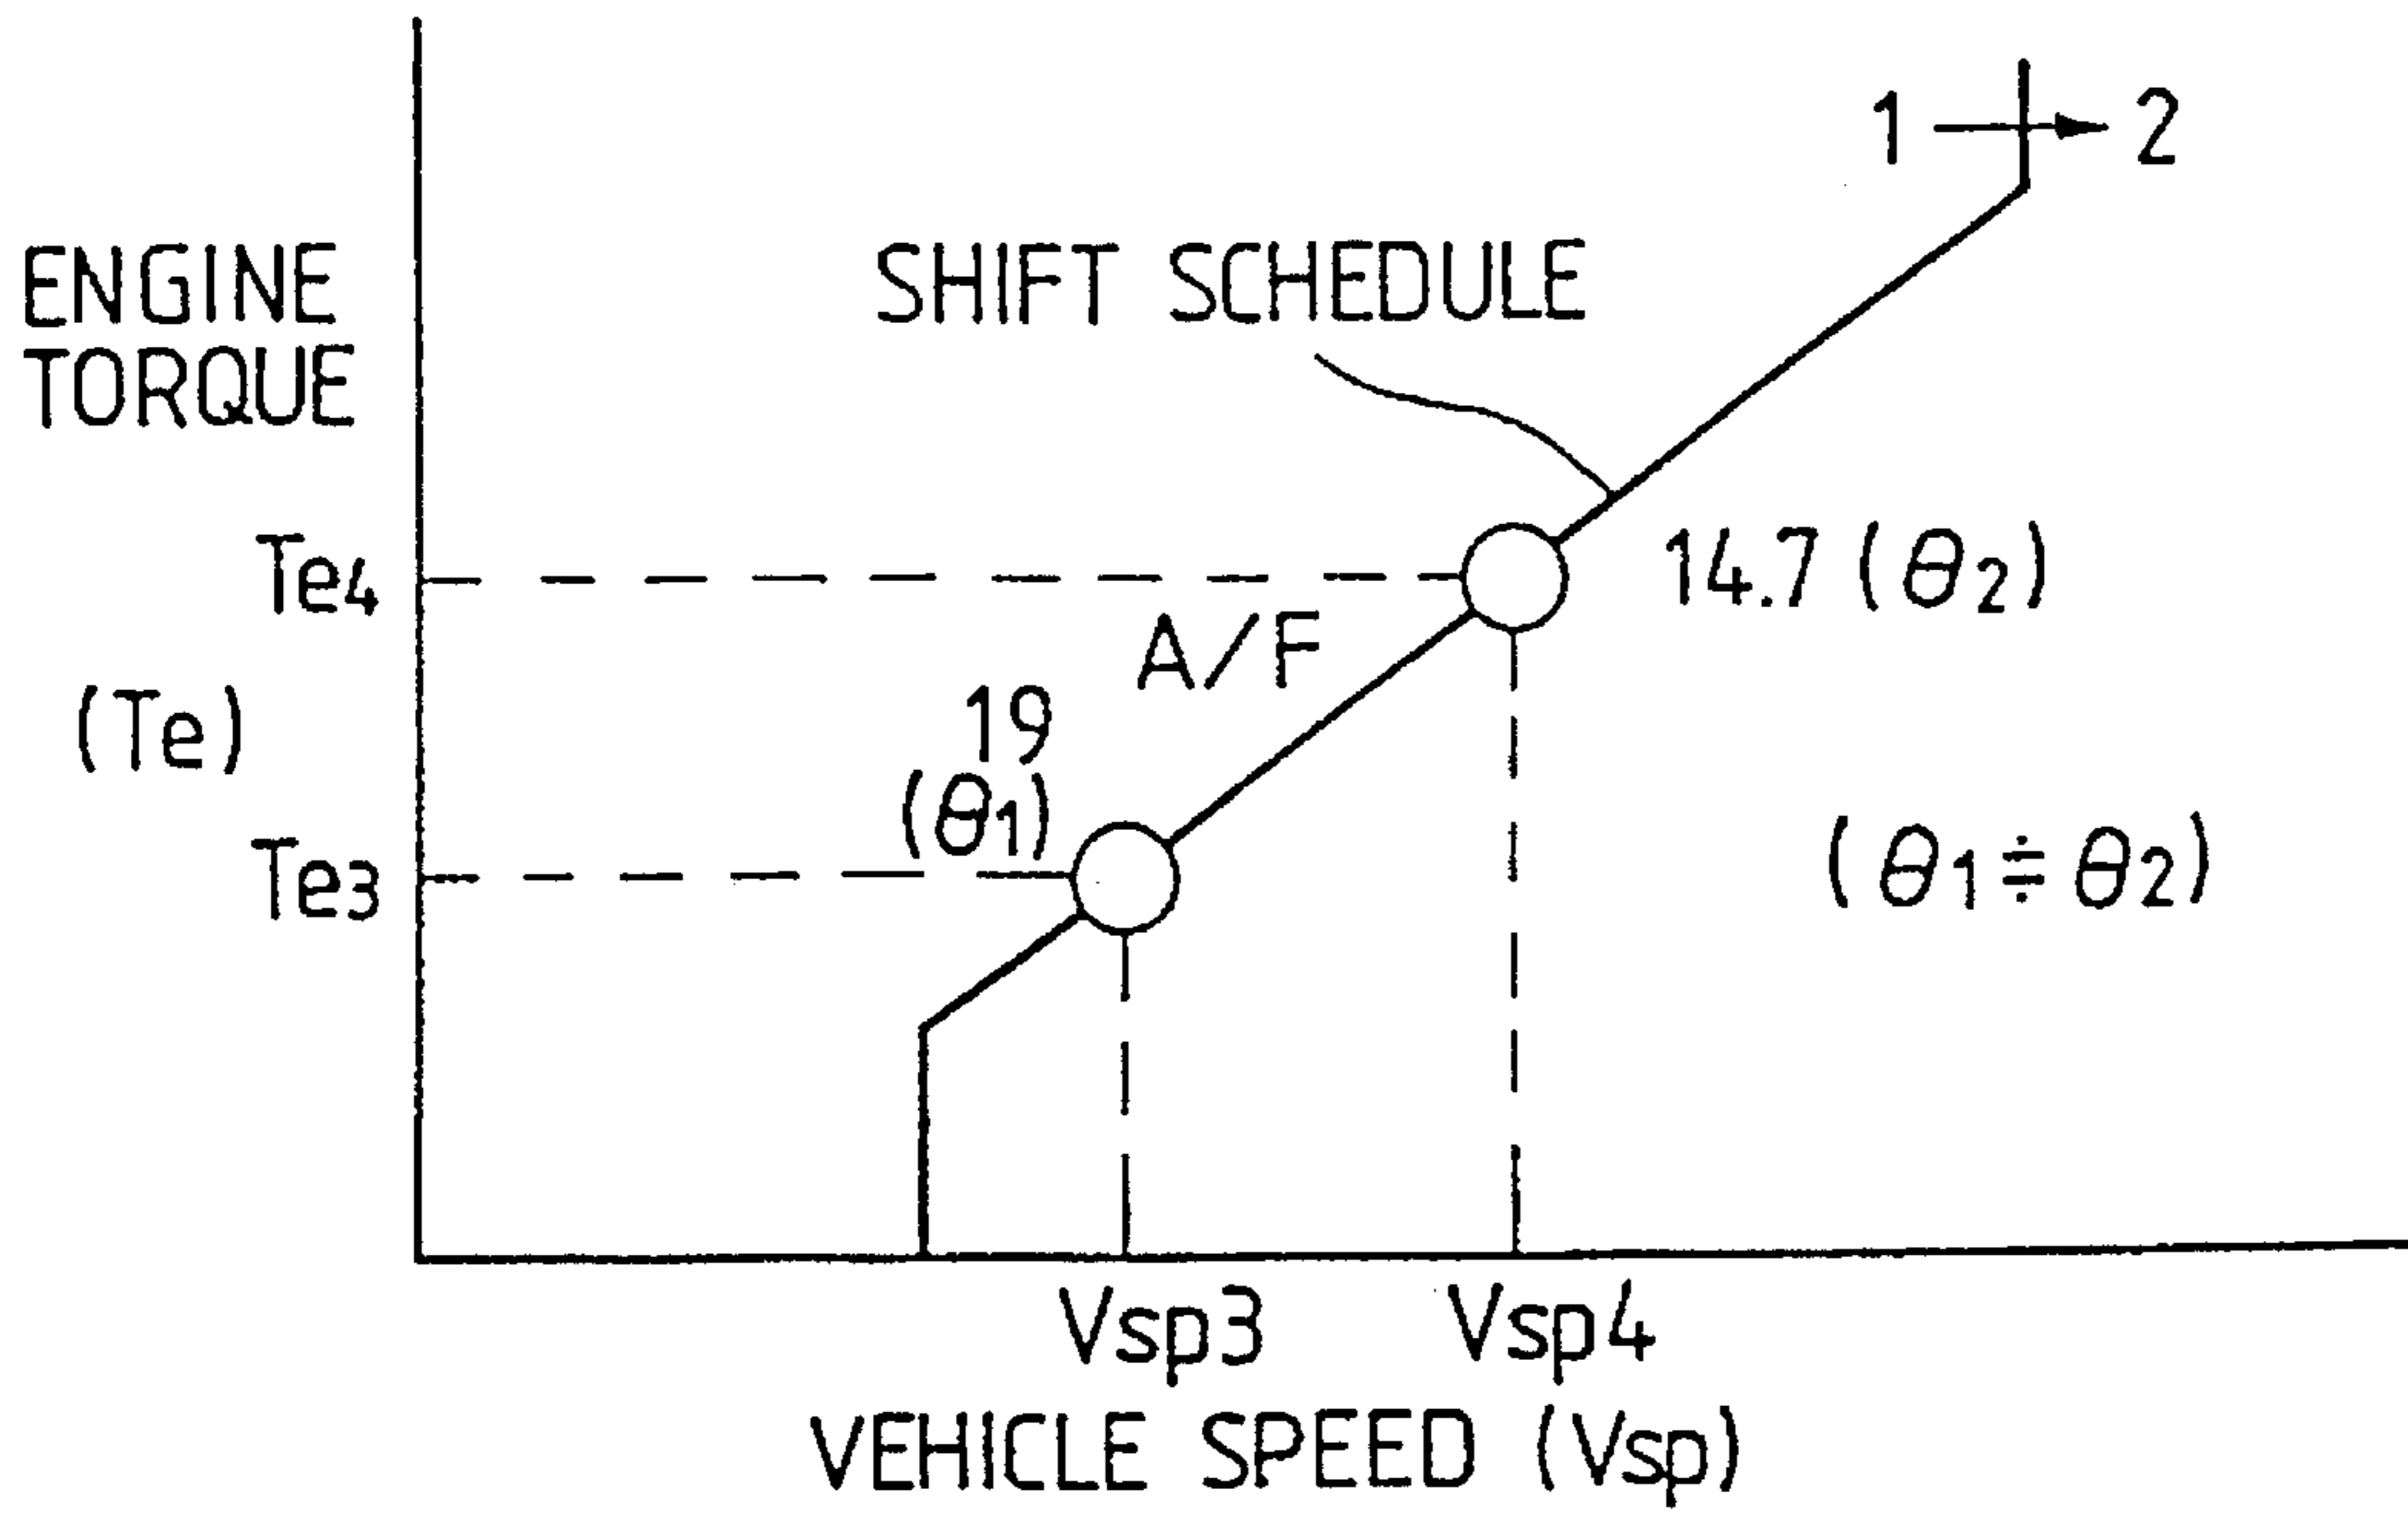 1 → 2
ENGINE
TORQUE
SHIFT SCHEDULE
Te4
14.7 (θ2)
A/F
(Te)
19
(θ1)
Te3
(θ1≑θ2)
Vsp3
Vsp4
VEHICLE SPEED (Vsp)